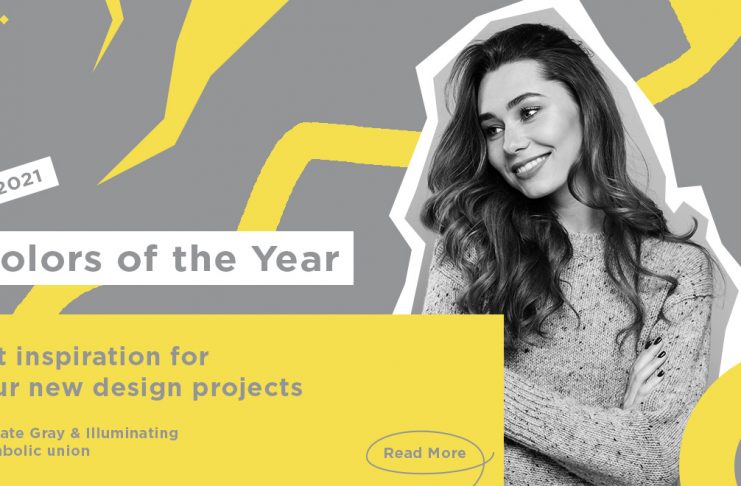 2021
olors of the Year
t inspiration for
ur new design projects
ate Gray & Illuminating
bolic union
Read More